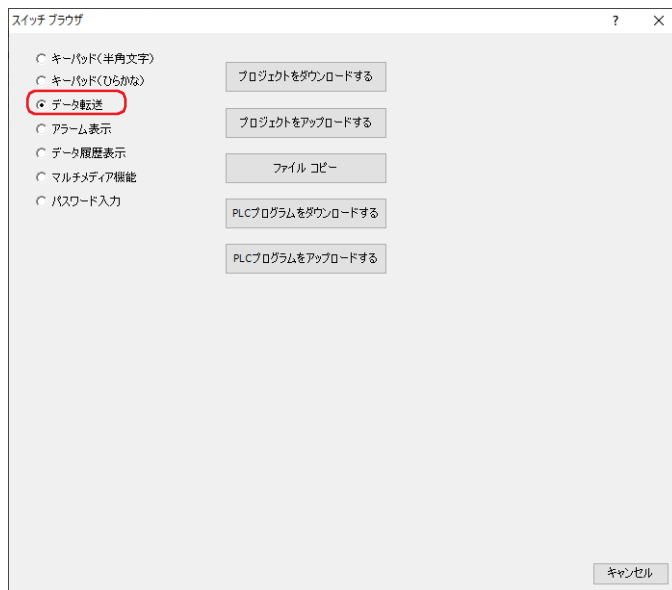 スイッチ ブラウザ
?
キーパッド(半角文字)
キーパッド(ひらかな)
データ転送
アラーム表示
データ履歴表示
マルチメディア機能
パスワード入力
プロジェクトをダウンロードする
プロジェクトをアップロードする
ファイル コピー
PLCプログラムをダウンロードする
PLCプログラムをアップロードする
キャンセル